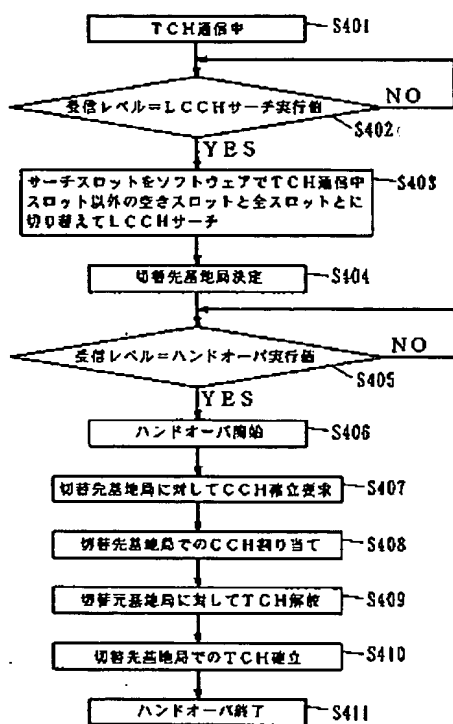 TCH通信中
S401
受信レベル=LCCHサーチ実行値
NO
S402
YES
サーチスロットをソフトウェアでTCH通信中
スロット以外の空きスロットと全スロットとに
切り替えてLCCHサーチ
S403
切替先基地局決定
S404
受信レベル=ハンドオーバ実行値
NO
S405
YES
ハンドオーバ開始
S406
切替先基地局に対してCCH確立要求
S407
切替先基地局でのCCH割り当て
S408
切替元基地局に対してTCH解放
S409
切替先基地局でのTCH確立
S410
ハンドオーバ終了
S411